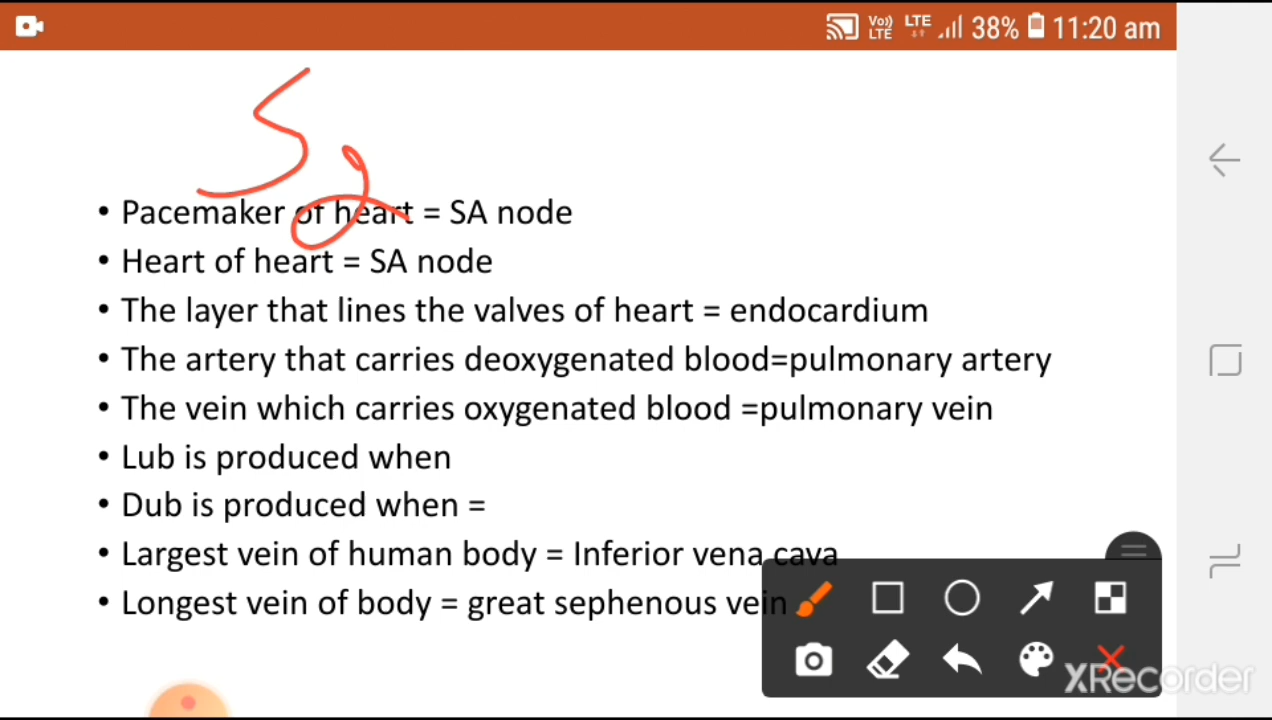 Vo)) LTE LTE 38% 11:20 am
• Pacemaker of heart = SA node
• Heart of heart = SA node
• The layer that lines the valves of heart = endocardium
• The artery that carries deoxygenated blood=pulmonary artery
• The vein which carries oxygenated blood =pulmonary vein
• Lub is produced when
• Dub is produced when =
• Largest vein of human body = Inferior vena cava
• Longest vein of body = great sephenous vein
XRecorder